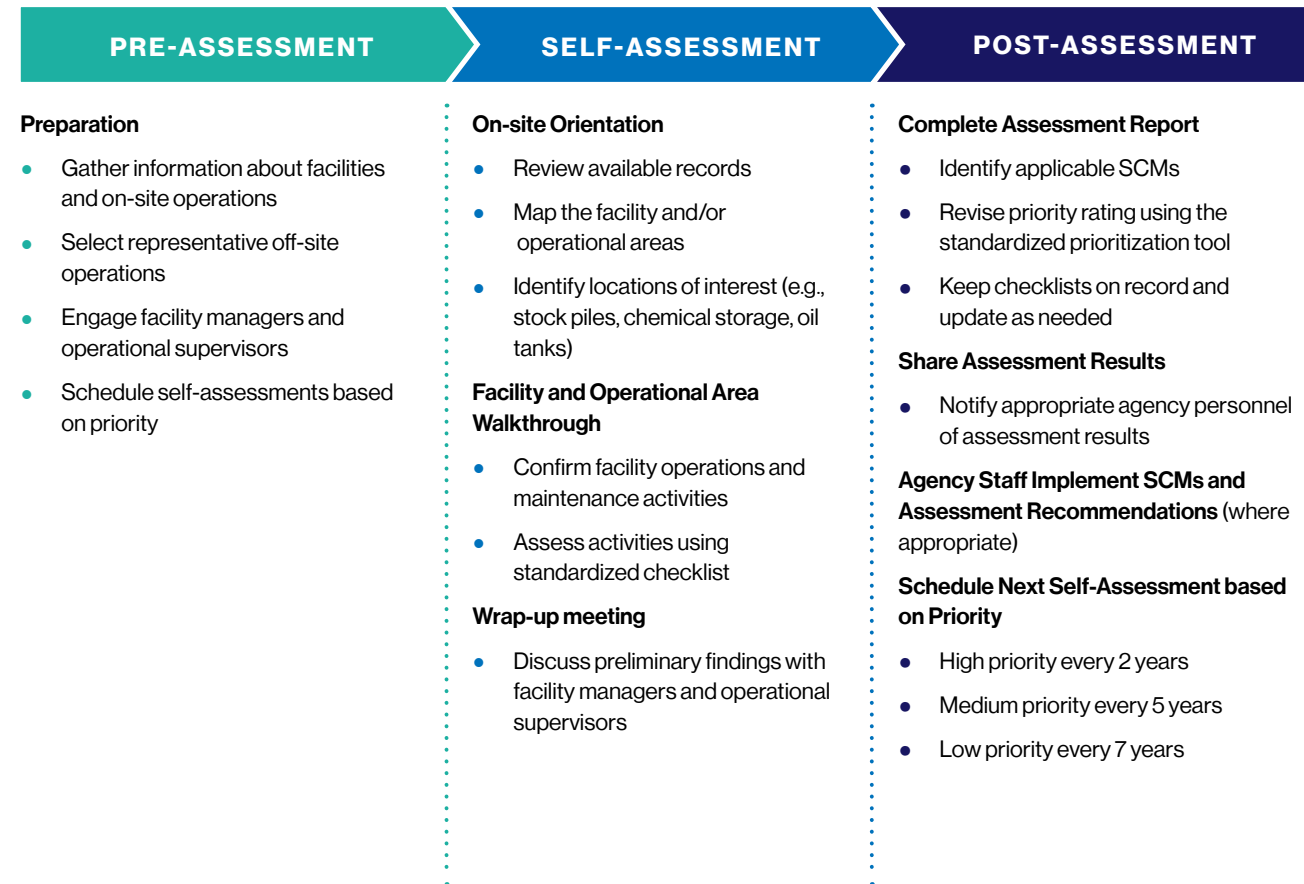 PRE-ASSESSMENT
SELF-ASSESSMENT
POST-ASSESSMENT
Preparation
● Gather information about facilities
and on-site operations
● Select representative off-site
operations
● Engage facility managers and
operational supervisors
● Schedule self-assessments based
on priority
On-site Orientation
● Review available records
● Map the facility and/or
operational areas
● Identify locations of interest (e.g.,
stock piles, chemical storage, oil
tanks)
Facility and Operational Area
Walkthrough
● Confirm facility operations and
maintenance activities
● Assess activities using
standardized checklist
Wrap-up meeting
● Discuss preliminary findings with
facility managers and operational
supervisors
Complete Assessment Report
● Identify applicable SCMs
● Revise priority rating using the
standardized prioritization tool
● Keep checklists on record and
update as needed
Share Assessment Results
● Notify appropriate agency personnel
of assessment results
Agency Staff Implement SCMs and
Assessment Recommendations (where
appropriate)
Schedule Next Self-Assessment based
on Priority
● High priority every 2 years
● Medium priority every 5 years
● Low priority every 7 years